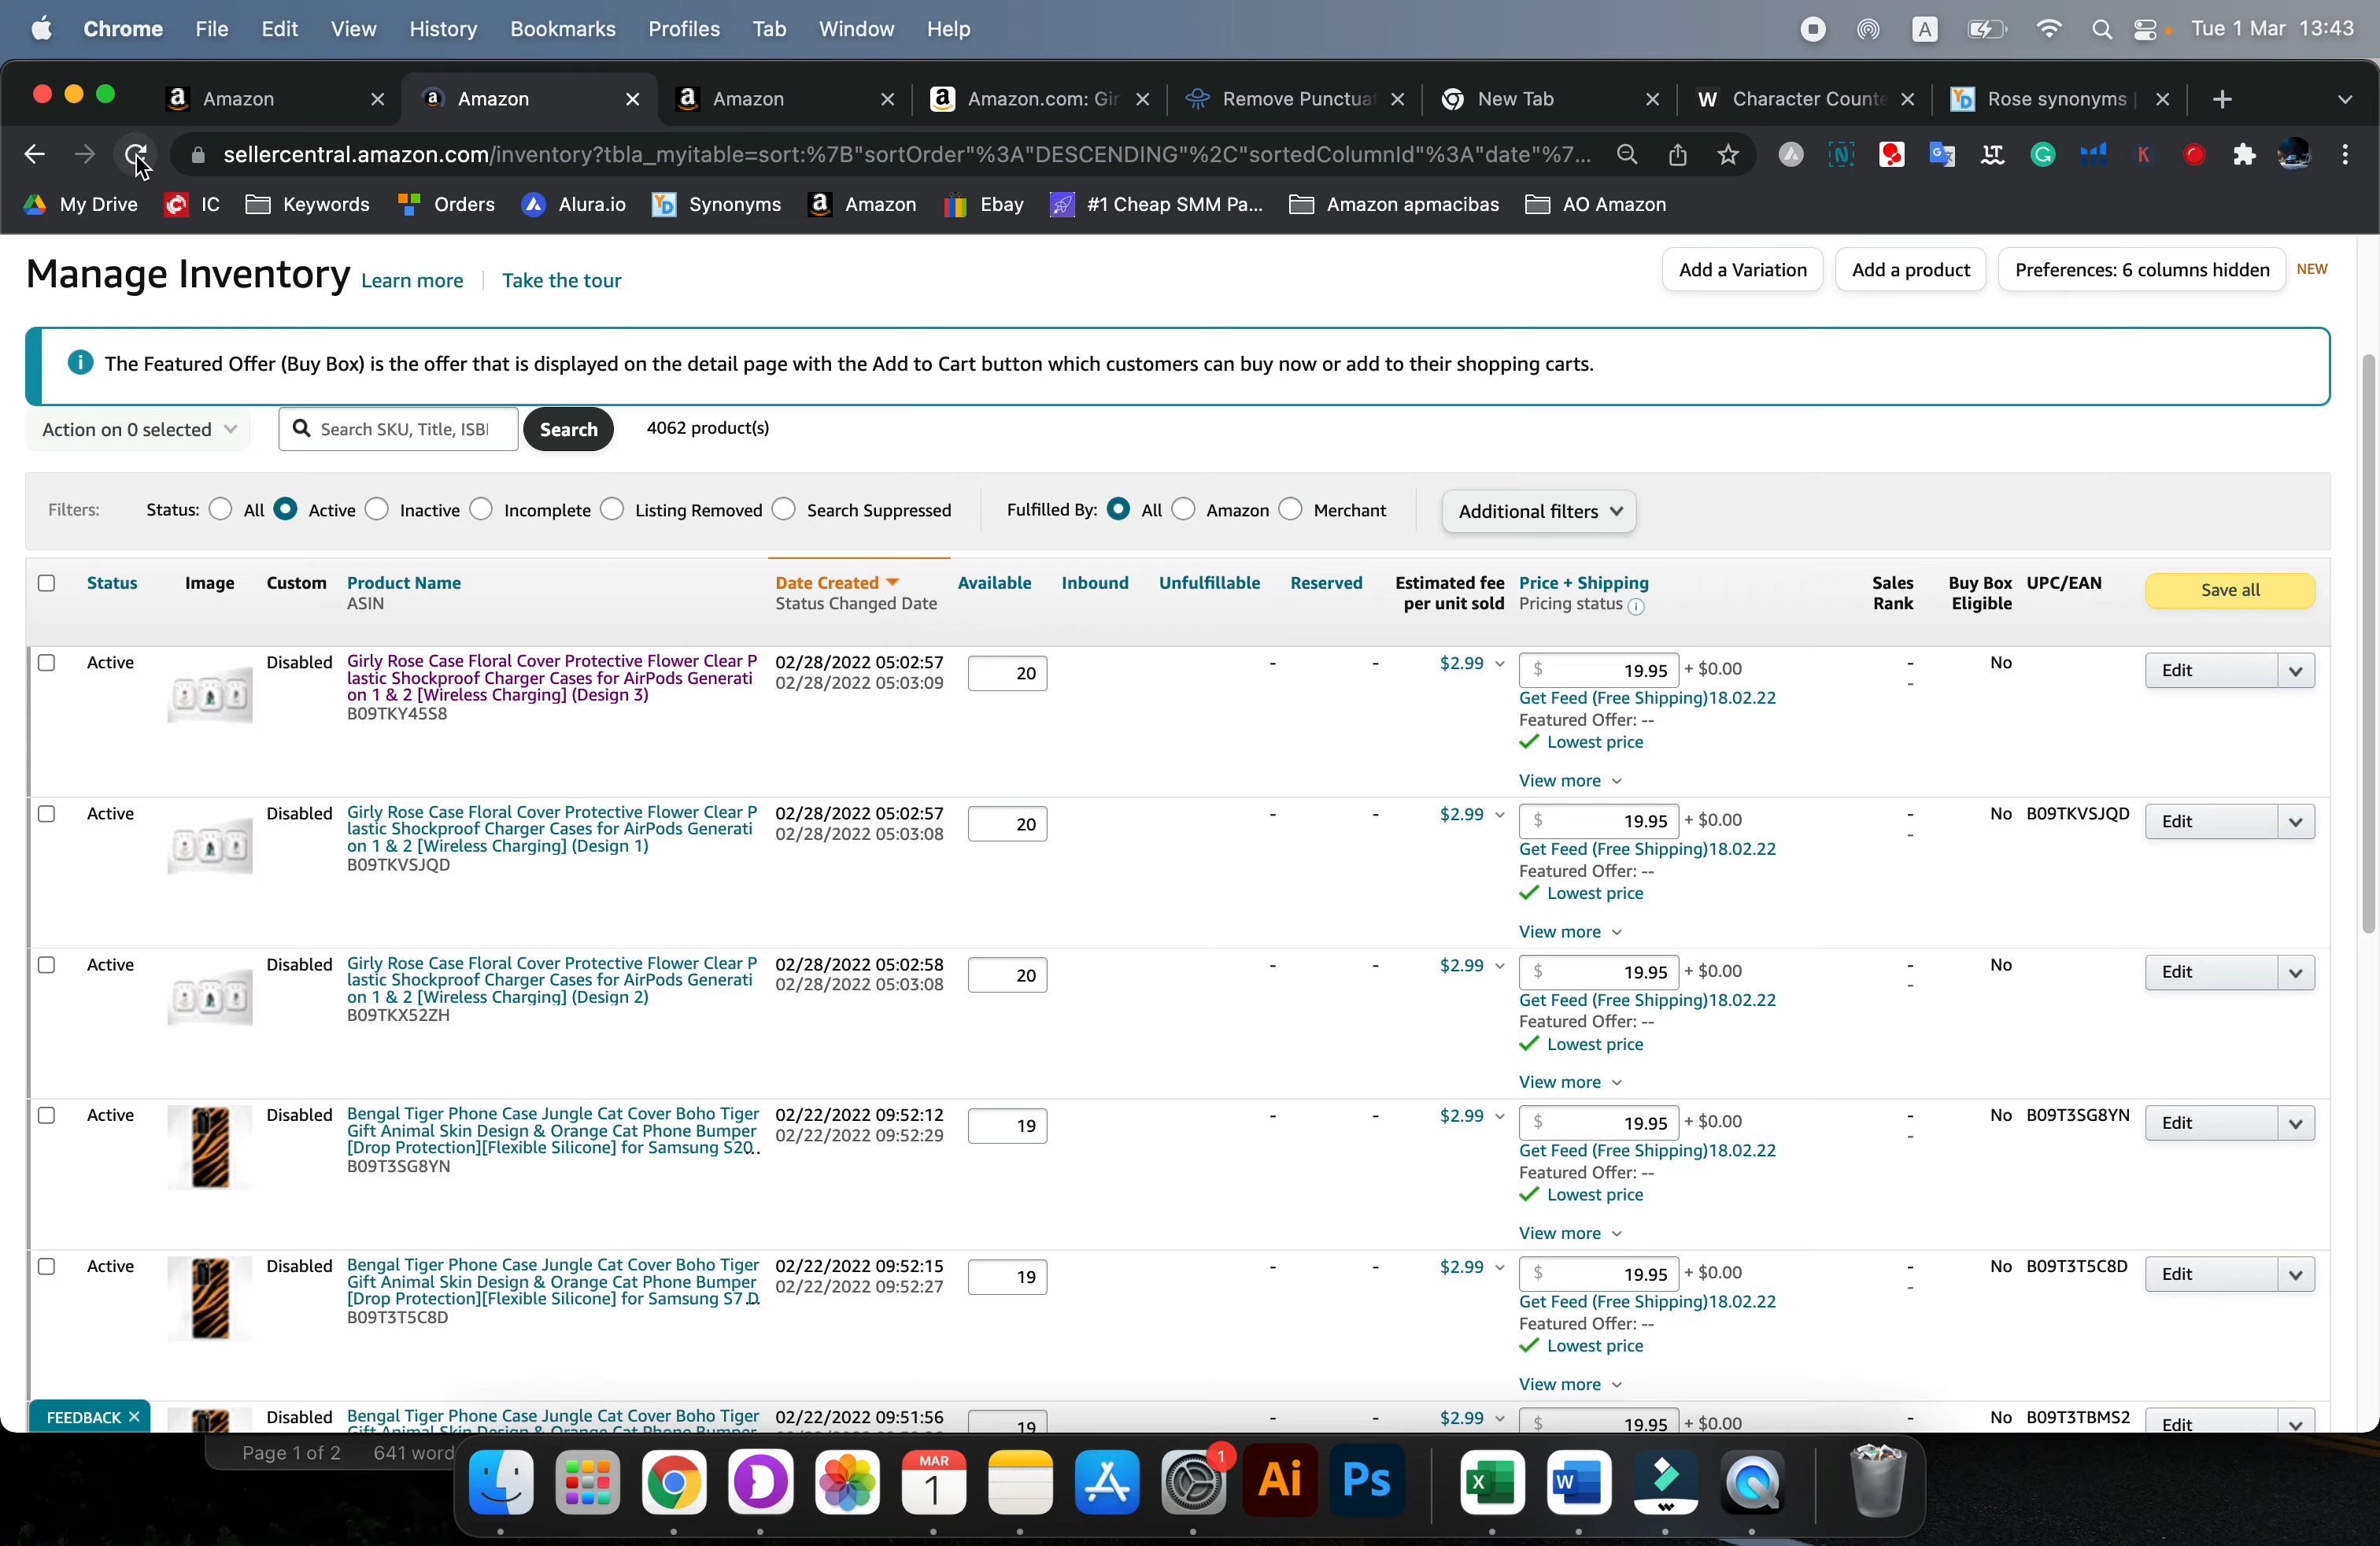 Chrome File Edit View History Bookmarks Profiles Tab Window Help A Tue 1 Mar 13:43
Amazon Amazon Amazon Amazon.com: Gir Remove Punctua New Tab Character Counte Rose synonyms |
sellercentral.amazon.com/inventory?tbla_myitable=sort:%7B"sortOrder"%3A"DESCENDING"%2C"sortedColumnId"%3A"date"%7...
My Drive IC Keywords Orders Alura.io Synonyms Amazon Ebay #1 Cheap SMM Pa... Amazon apmacibas AO Amazon
Manage Inventory Learn more Take the tour Add a Variation Add a product Preferences: 6 columns hidden NEW
The Featured Offer (Buy Box) is the offer that is displayed on the detail page with the Add to Cart button which customers can buy now or add to their shopping carts.
Action on 0 selected Search SKU, Title, ISBI Search 4062 product(s)
Filters: Status: All Active Inactive Incomplete Listing Removed Search Suppressed Fulfilled By: All Amazon Merchant Additional filters
Status Image Custom Product Name Date Created Available Inbound Unfulfillable Reserved Estimated fee Price + Shipping Sales Buy Box UPC/EAN Save all
ASIN Status Changed Date per unit sold Pricing status Rank Eligible
Active Disabled Girly Rose Case Floral Cover Protective Flower Clear P 02/28/2022 05:02:57 20 - - $2.99 $ 19.95 + $0.00 - No Edit
lastic Shockproof Charger Cases for AirPods Generati 02/28/2022 05:03:09 -
on 1 & 2 [Wireless Charging] (Design 3) Get Feed (Free Shipping)18.02.22
B09TKY45S8 Featured Offer: --
Lowest price
View more
Active Disabled Girly Rose Case Floral Cover Protective Flower Clear P 02/28/2022 05:02:57 20 - - $2.99 $ 19.95 + $0.00 - No B09TKVSJQD Edit
lastic Shockproof Charger Cases for AirPods Generati 02/28/2022 05:03:08 -
on 1 & 2 [Wireless Charging] (Design 1) Get Feed (Free Shipping)18.02.22
B09TKVSJQD Featured Offer: --
Lowest price
View more
Active Disabled Girly Rose Case Floral Cover Protective Flower Clear P 02/28/2022 05:02:58 20 - - $2.99 $ 19.95 + $0.00 - No Edit
lastic Shockproof Charger Cases for AirPods Generati 02/28/2022 05:03:08 -
on 1 & 2 [Wireless Charging] (Design 2) Get Feed (Free Shipping)18.02.22
B09TKX52ZH Featured Offer: --
Lowest price
View more
Active Disabled Bengal Tiger Phone Case Jungle Cat Cover Boho Tiger 02/22/2022 09:52:12 19 - - $2.99 $ 19.95 + $0.00 - No B09T3SG8YN Edit
Gift Animal Skin Design & Orange Cat Phone Bumper 02/22/2022 09:52:29 -
[Drop Protection][Flexible Silicone] for Samsung S20... Get Feed (Free Shipping)18.02.22
B09T3SG8YN Featured Offer: --
Lowest price
View more
Active Disabled Bengal Tiger Phone Case Jungle Cat Cover Boho Tiger 02/22/2022 09:52:15 19 - - $2.99 $ 19.95 + $0.00 - No B09T3T5C8D Edit
Gift Animal Skin Design & Orange Cat Phone Bumper 02/22/2022 09:52:27 -
[Drop Protection][Flexible Silicone] for Samsung S7 Get Feed (Free Shipping)18.02.22
B09T3T5C8D Featured Offer: --
Lowest price
View more
FEEDBACK Disabled Bengal Tiger Phone Case Jungle Cat Cover Boho Tiger 02/22/2022 09:51:56 19 - - $2.99 $ 19.95 + $0.00 - No B09T3TBMS2 Edit
Page 1 of 2 641 word
MAR 1 1 Ai Ps X W